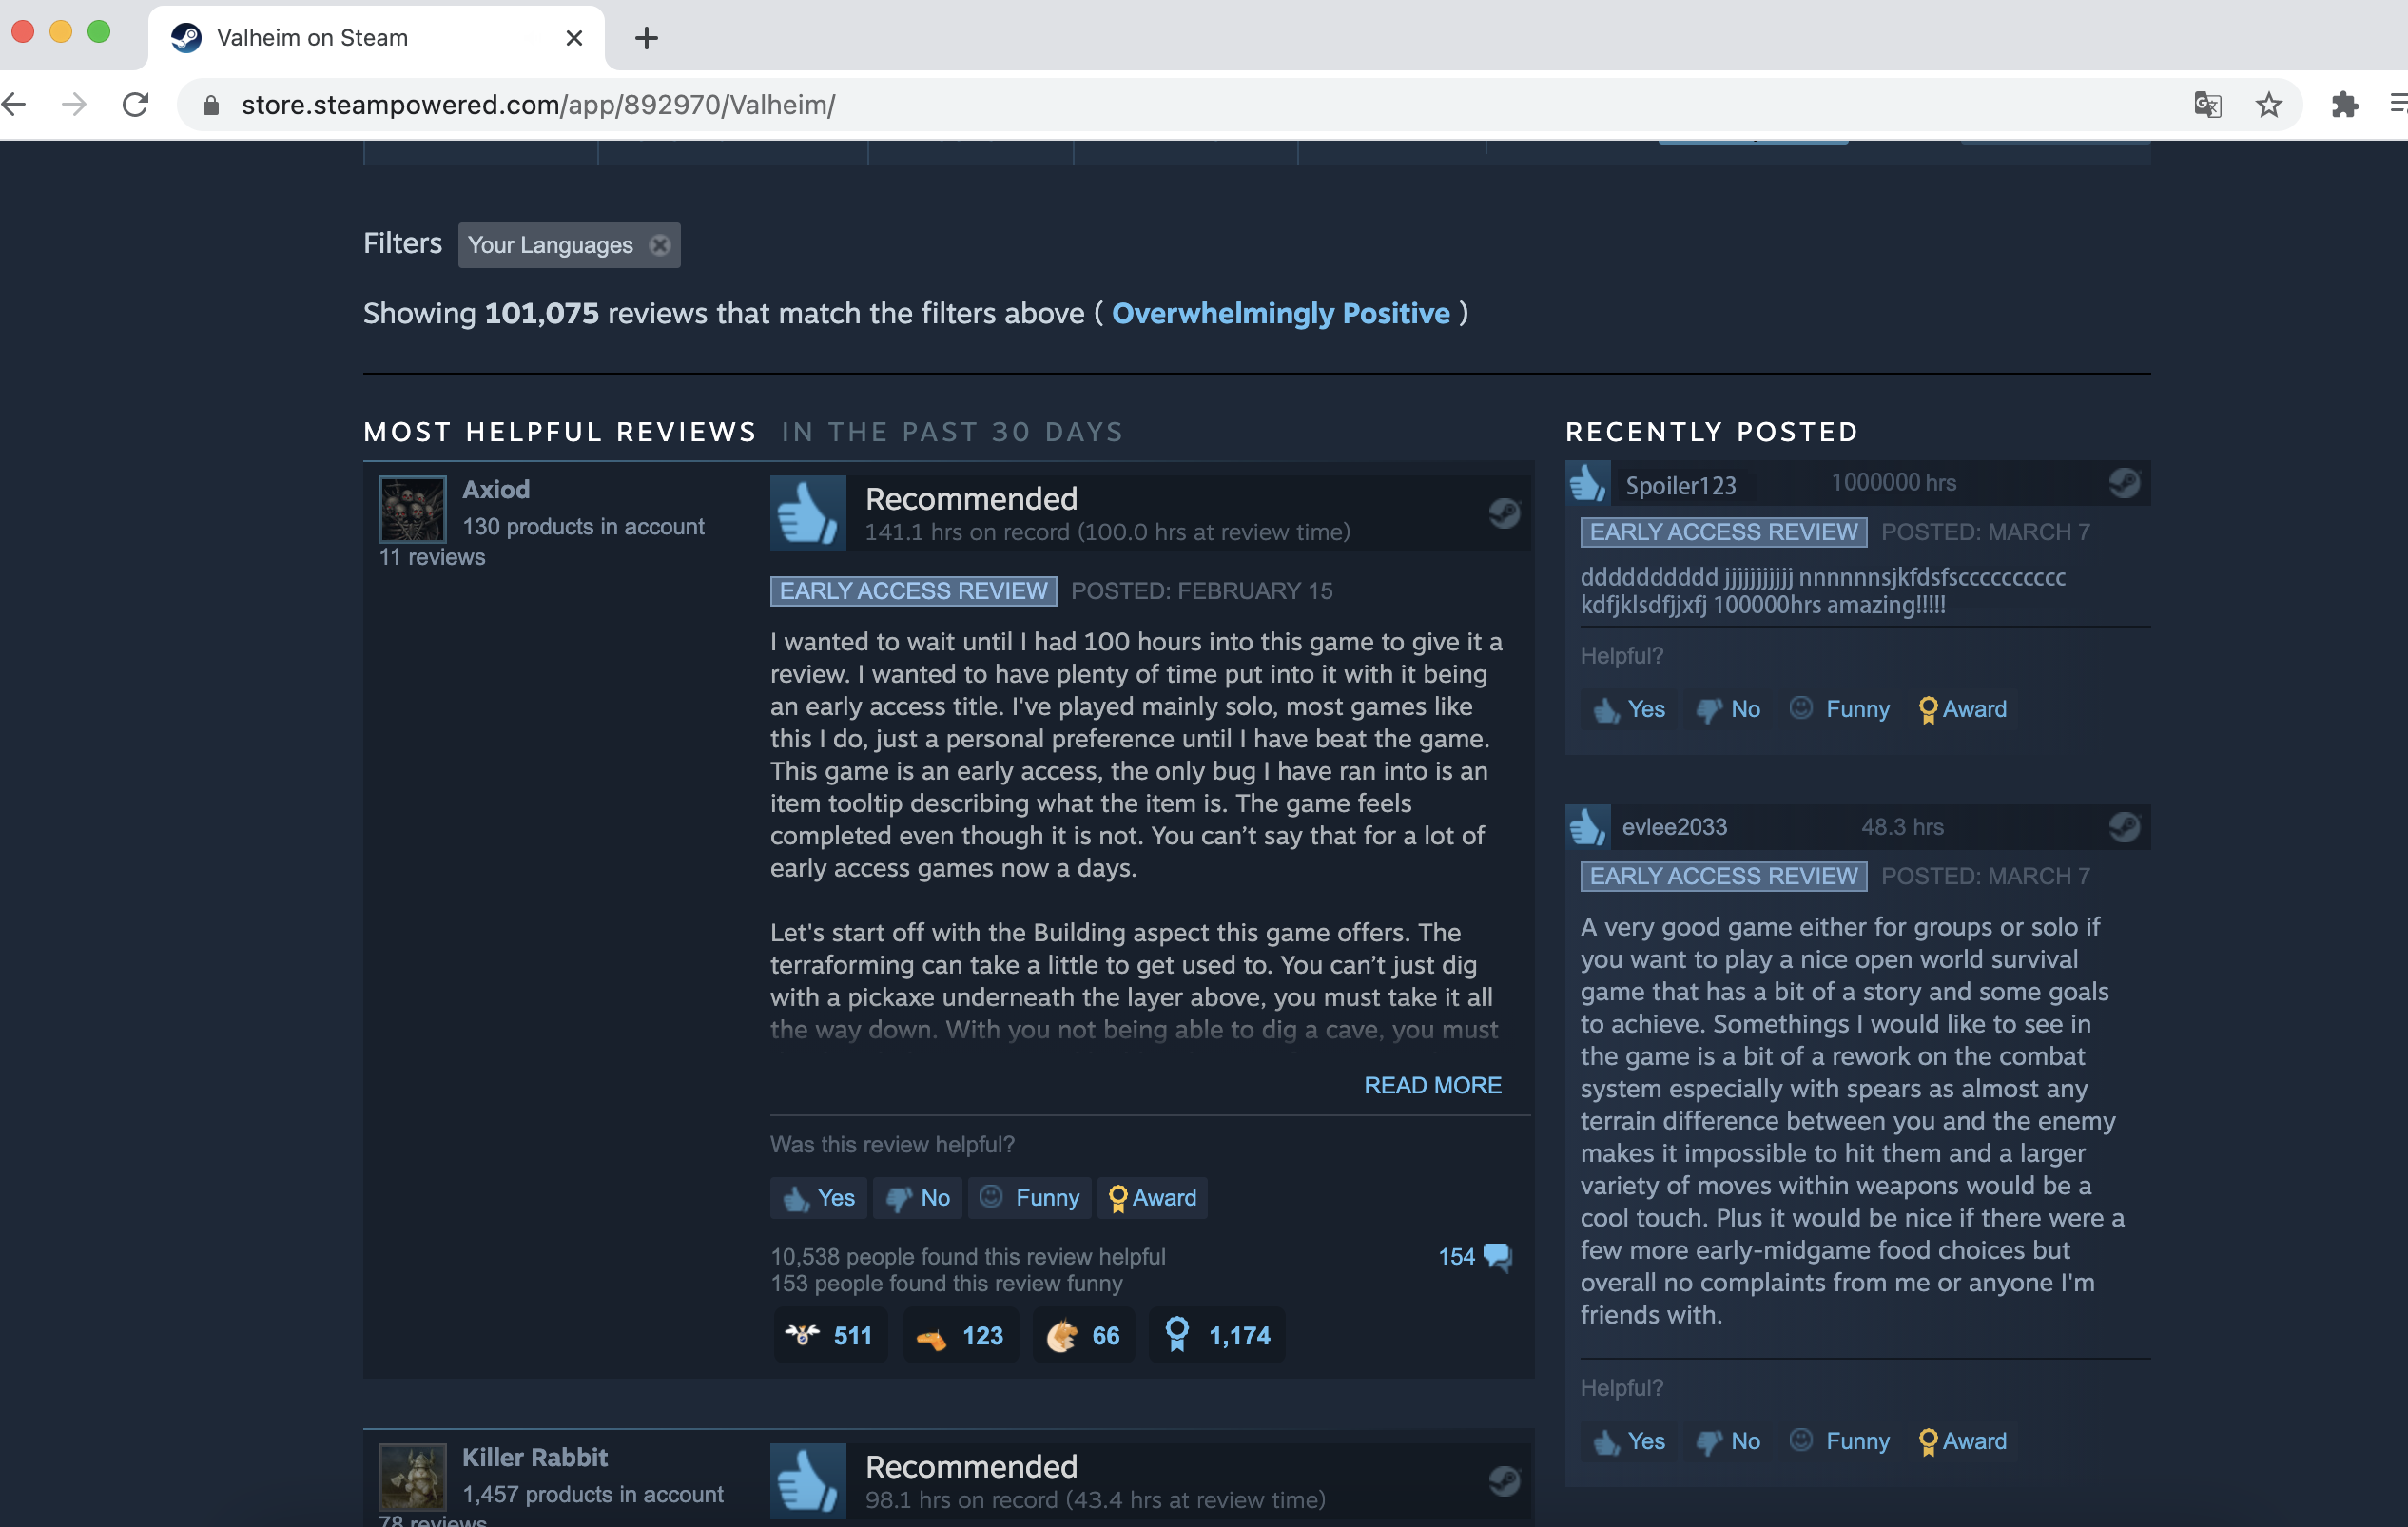 Valheim on Steam
store.steampowered.com/app/892970/Valheim/
Filters Your Languages
Showing 101,075 reviews that match the filters above ( Overwhelmingly Positive )
MOST HELPFUL REVIEWS IN THE PAST 30 DAYS
Axiod
130 products in account
11 reviews
Recommended
141.1 hrs on record (100.0 hrs at review time)
EARLY ACCESS REVIEW POSTED: FEBRUARY 15
I wanted to wait until I had 100 hours into this game to give it a
review. I wanted to have plenty of time put into it with it being
an early access title. I've played mainly solo, most games like
this I do, just a personal preference until I have beat the game.
This game is an early access, the only bug I have ran into is an
item tooltip describing what the item is. The game feels
completed even though it is not. You can’t say that for a lot of
early access games now a days.
Let's start off with the Building aspect this game offers. The
terraforming can take a little to get used to. You can’t just dig
with a pickaxe underneath the layer above, you must take it all
the way down. With you not being able to dig a cave, you must
READ MORE
Was this review helpful?
Yes No Funny Award
10,538 people found this review helpful
153 people found this review funny
154
511 123 66 1,174
Killer Rabbit
1,457 products in account
78 reviews
Recommended
98.1 hrs on record (43.4 hrs at review time)
RECENTLY POSTED
Spoiler123 1000000 hrs
EARLY ACCESS REVIEW POSTED: MARCH 7
dddddddddd jjjjjjjjjjj nnnnnnsjkfdsfsccccccccccc
kdfjklsdfjjxfj 100000hrs amazing!!!!!
Helpful?
Yes No Funny Award
evlee2033 48.3 hrs
EARLY ACCESS REVIEW POSTED: MARCH 7
A very good game either for groups or solo if
you want to play a nice open world survival
game that has a bit of a story and some goals
to achieve. Somethings I would like to see in
the game is a bit of a rework on the combat
system especially with spears as almost any
terrain difference between you and the enemy
makes it impossible to hit them and a larger
variety of moves within weapons would be a
cool touch. Plus it would be nice if there were a
few more early-midgame food choices but
overall no complaints from me or anyone I'm
friends with.
Helpful?
Yes No Funny Award